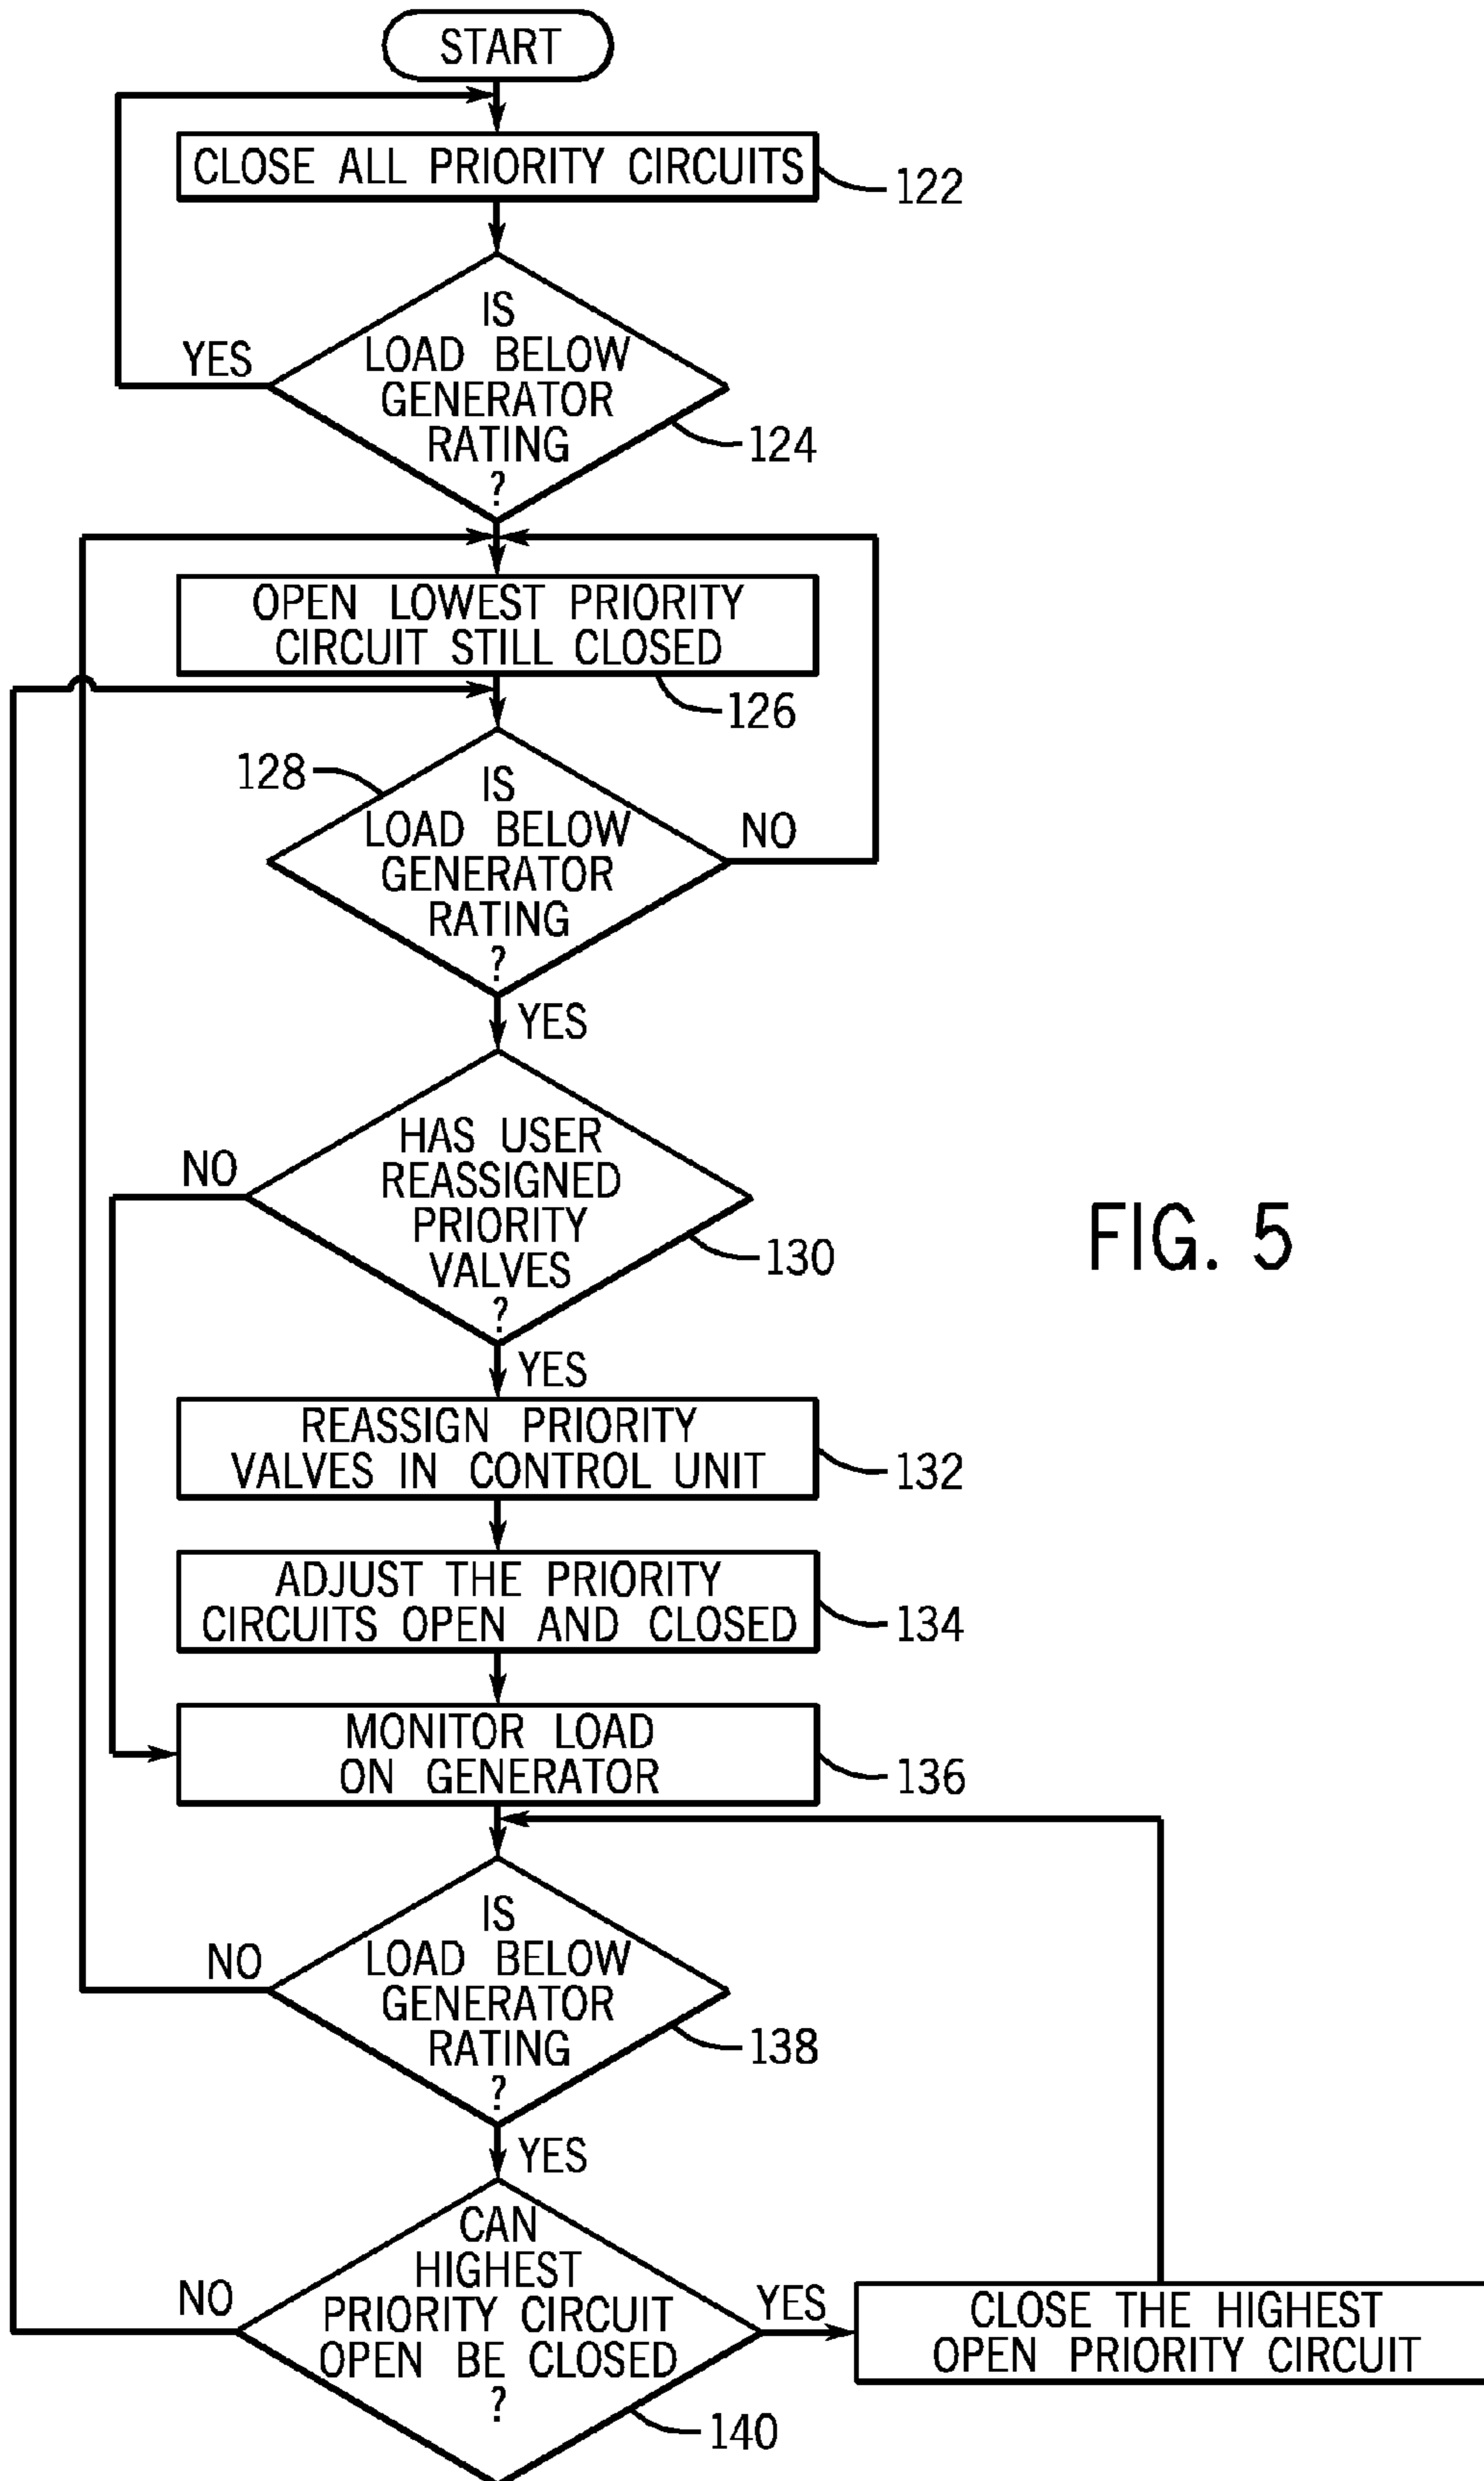 START
CLOSE ALL PRIORITY CIRCUITS
122
IS
LOAD BELOW
GENERATOR
RATING
?
YES
124
OPEN LOWEST PRIORITY
CIRCUIT STILL CLOSED
126
128
IS
LOAD BELOW
GENERATOR
RATING
?
NO
YES
HAS USER
REASSIGNED
PRIORITY
VALVES
?
NO
130
FIG. 5
YES
REASSIGN PRIORITY
VALVES IN CONTROL UNIT
132
ADJUST THE PRIORITY
CIRCUITS OPEN AND CLOSED
134
MONITOR LOAD
ON GENERATOR
136
IS
LOAD BELOW
GENERATOR
RATING
?
NO
138
YES
CAN
HIGHEST
PRIORITY CIRCUIT
OPEN BE CLOSED
?
NO
YES
140
CLOSE THE HIGHEST
OPEN PRIORITY CIRCUIT